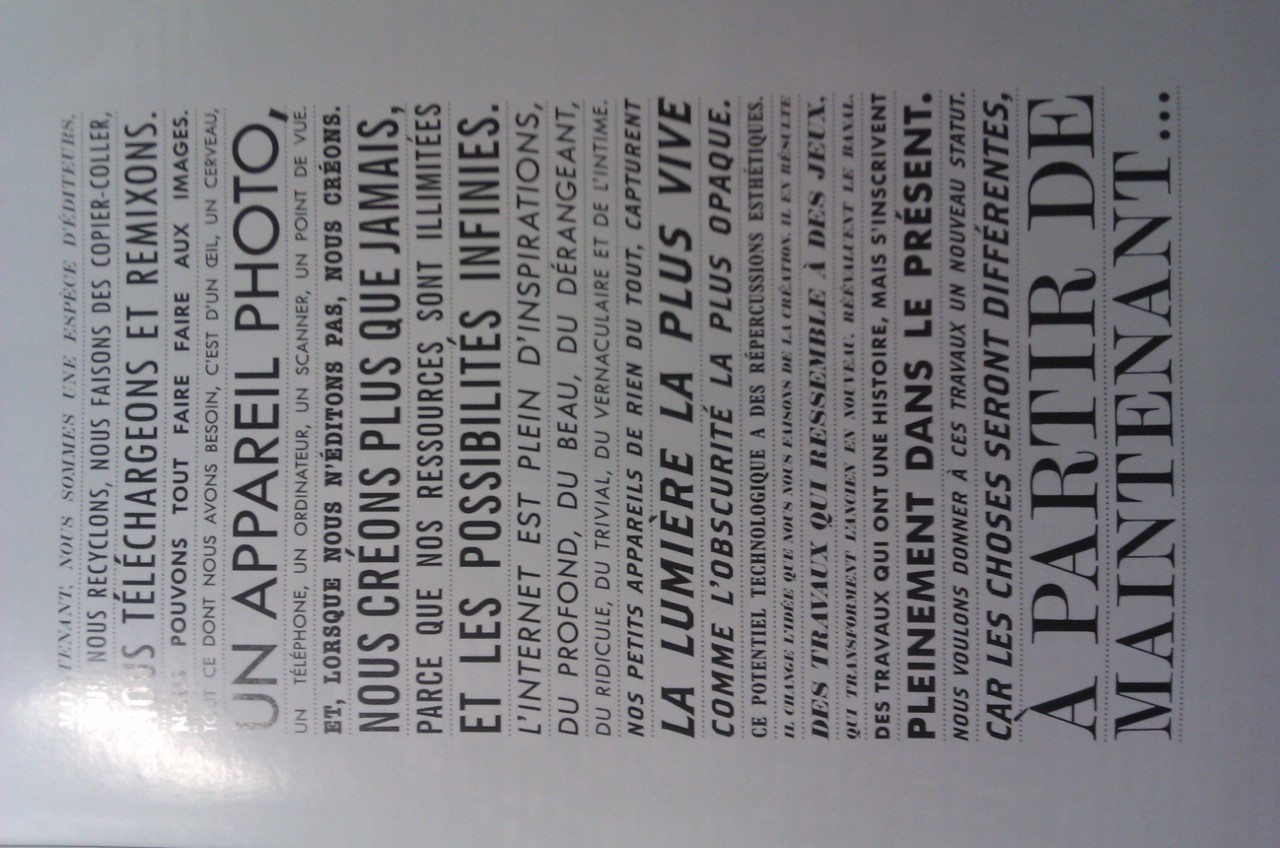 MAINTENANT, NOUS SOMMES UNE ESPÈCE D'ÉDITEURS.
NOUS RECYCLONS, NOUS FAISONS DES COPIER-COLLER,
NOUS TÉLÉCHARGEONS ET REMIXONS.
NOUS POUVONS TOUT FAIRE FAIRE AUX IMAGES.
TOUT CE DONT NOUS AVONS BESOIN, C'EST D'UN ŒIL, UN CERVEAU,
UN APPAREIL PHOTO,
UN TÉLÉPHONE, UN ORDINATEUR, UN SCANNER, UN POINT DE VUE.
ET, LORSQUE NOUS N'ÉDITONS PAS, NOUS CRÉONS.
NOUS CRÉONS PLUS QUE JAMAIS,
PARCE QUE NOS RESSOURCES SONT ILLIMITÉES
ET LES POSSIBILITÉS INFINIES.
L'INTERNET EST PLEIN D'INSPIRATIONS,
DU PROFOND, DU BEAU, DU DÉRANGEANT,
DU RIDICULE, DU TRIVIAL, DU VERNACULAIRE ET DE L'INTIME.
NOS PETITS APPAREILS DE RIEN DU TOUT, CAPTURENT
LA LUMIÈRE LA PLUS VIVE
COMME L'OBSCURITÉ LA PLUS OPAQUE.
CE POTENTIEL TECHNOLOGIQUE A DES RÉPERCUSSIONS ESTHÉTIQUES.
IL CHANGE L'IDÉE QUE NOUS NOUS FAISONS DE LA CRÉATION. IL EN RÉSULTE
DES TRAVAUX QUI RESSEMBLE À DES JEUX,
QUI TRANSFORMENT L'ANCIEN EN NOUVEAU, RÉÉVALUENT LE BANAL.
DES TRAVAUX QUI ONT UNE HISTOIRE, MAIS S'INSCRIVENT
PLEINEMENT DANS LE PRÉSENT.
NOUS VOULONS DONNER À CES TRAVAUX UN NOUVEAU STATUT.
CAR LES CHOSES SERONT DIFFÉRENTES,
À PARTIR DE
MAINTENANT...